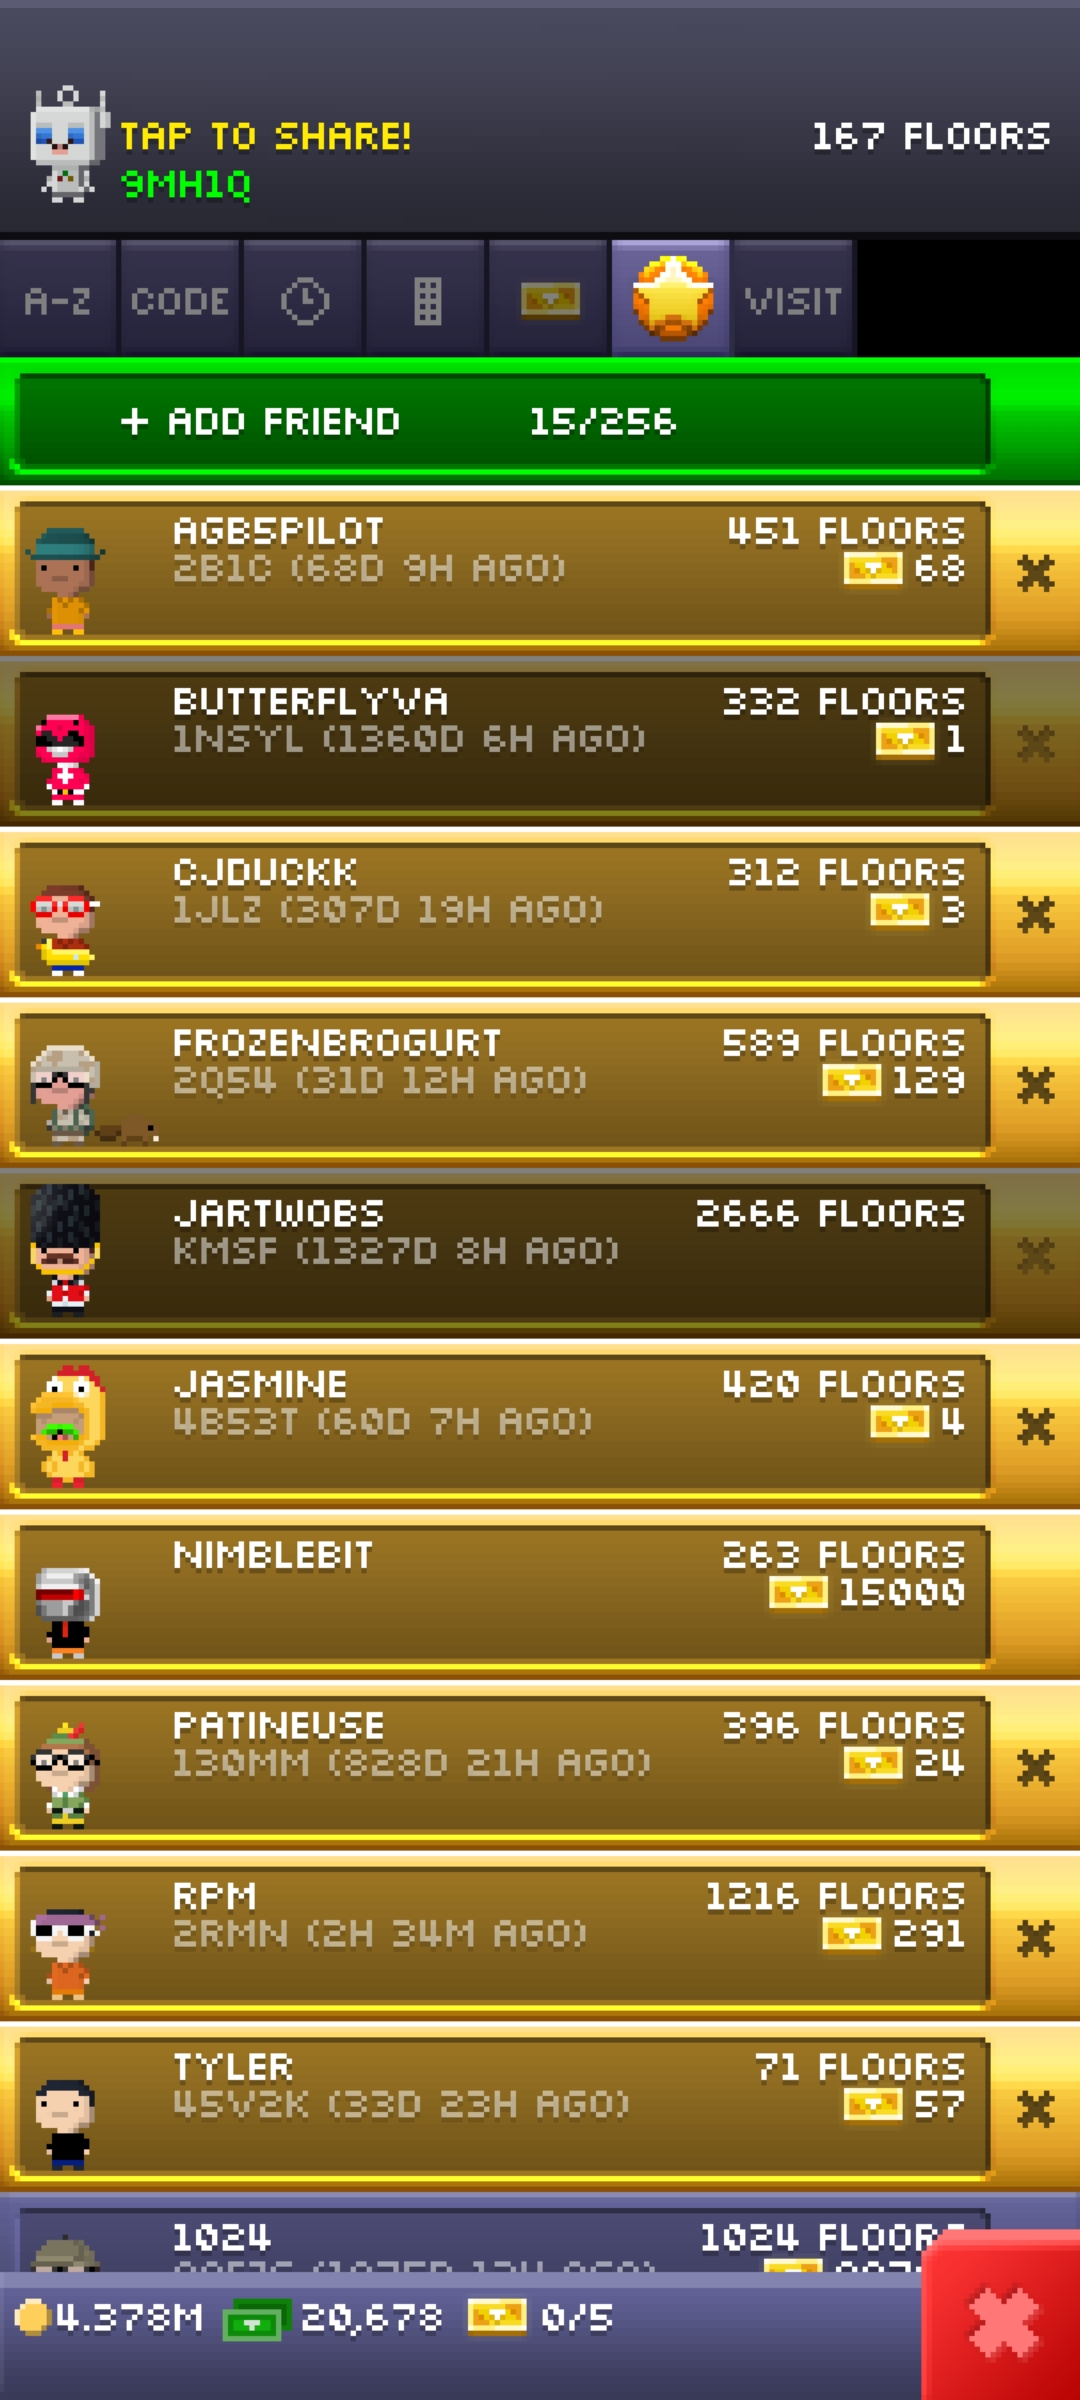 TAP TO SHARE!
167 FLOORS
9MH1Q
A-Z CODE VISIT
+ ADD FRIEND 15/256
AGB5PILOT 451 FLOORS
2B1C (68D 9H AGO) 68
BUTTERFLYVA 332 FLOORS
1NSYL (1360D 6H AGO) 1
CJDUCKK 312 FLOORS
1JLZ (307D 19H AGO) 3
FROZENBROGURT 589 FLOORS
2Q54 (31D 12H AGO) 129
JARTWOBS 2666 FLOORS
KMSF (1327D 8H AGO)
JASMINE 420 FLOORS
4B53T (60D 7H AGO) 4
NIMBLEBIT 263 FLOORS
15000
PATINEUSE 396 FLOORS
130MM (828D 21H AGO) 24
RPM 1216 FLOORS
2RMN (2H 34M AGO) 291
TYLER 71 FLOORS
45V2K (33D 23H AGO) 57
1024 1024 FLOORS
4.378M 20,678 0/5